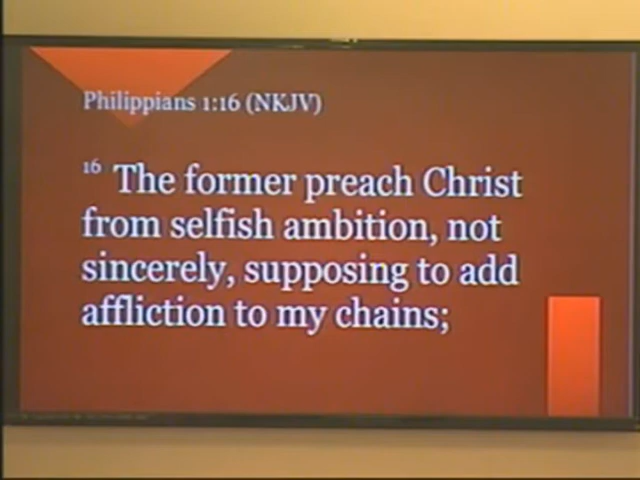 Philippians 1:16 (NKJV)
16 The former preach Christ
from selfish ambition, not
sincerely, supposing to add
affliction to my chains;